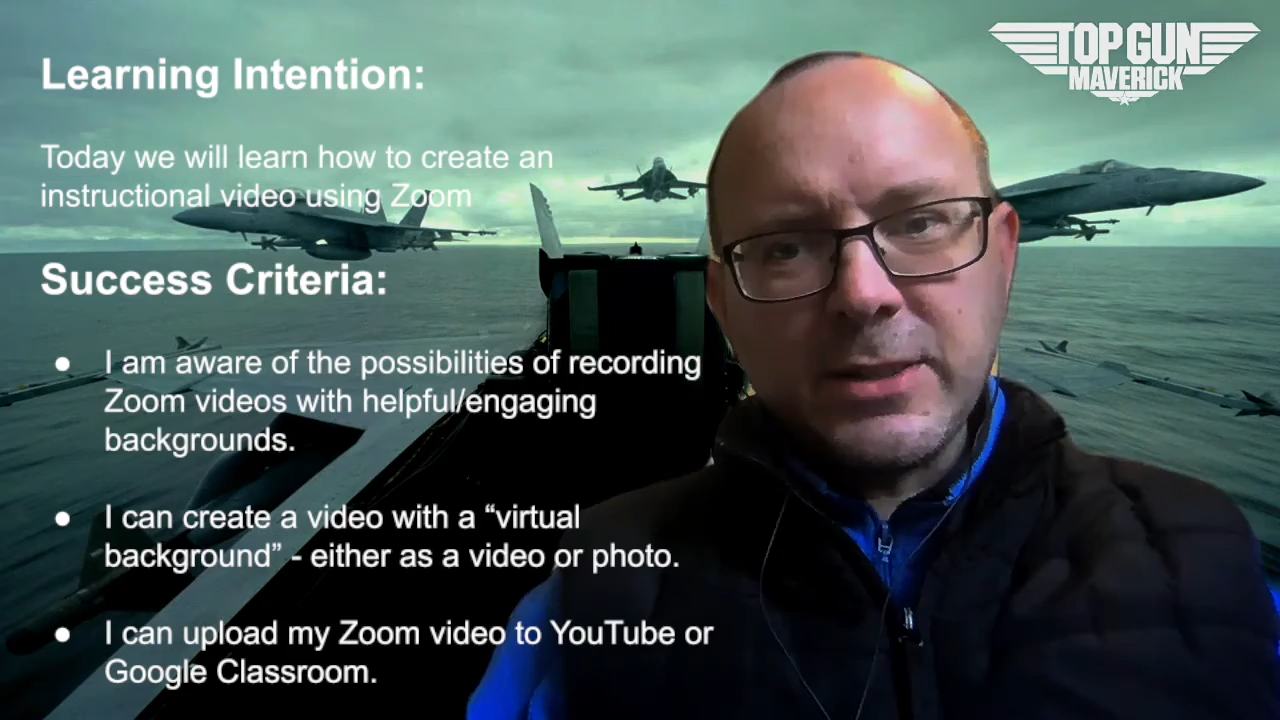 Learning Intention:
Today we will learn how to create an
instructional video using Zoom
Success Criteria:
● I am aware of the possibilities of recording
Zoom videos with helpful/engaging
backgrounds.
● I can create a video with a “virtual
background” - either as a video or photo.
● I can upload my Zoom video to YouTube or
Google Classroom.
TOP GUN
MAVERICK